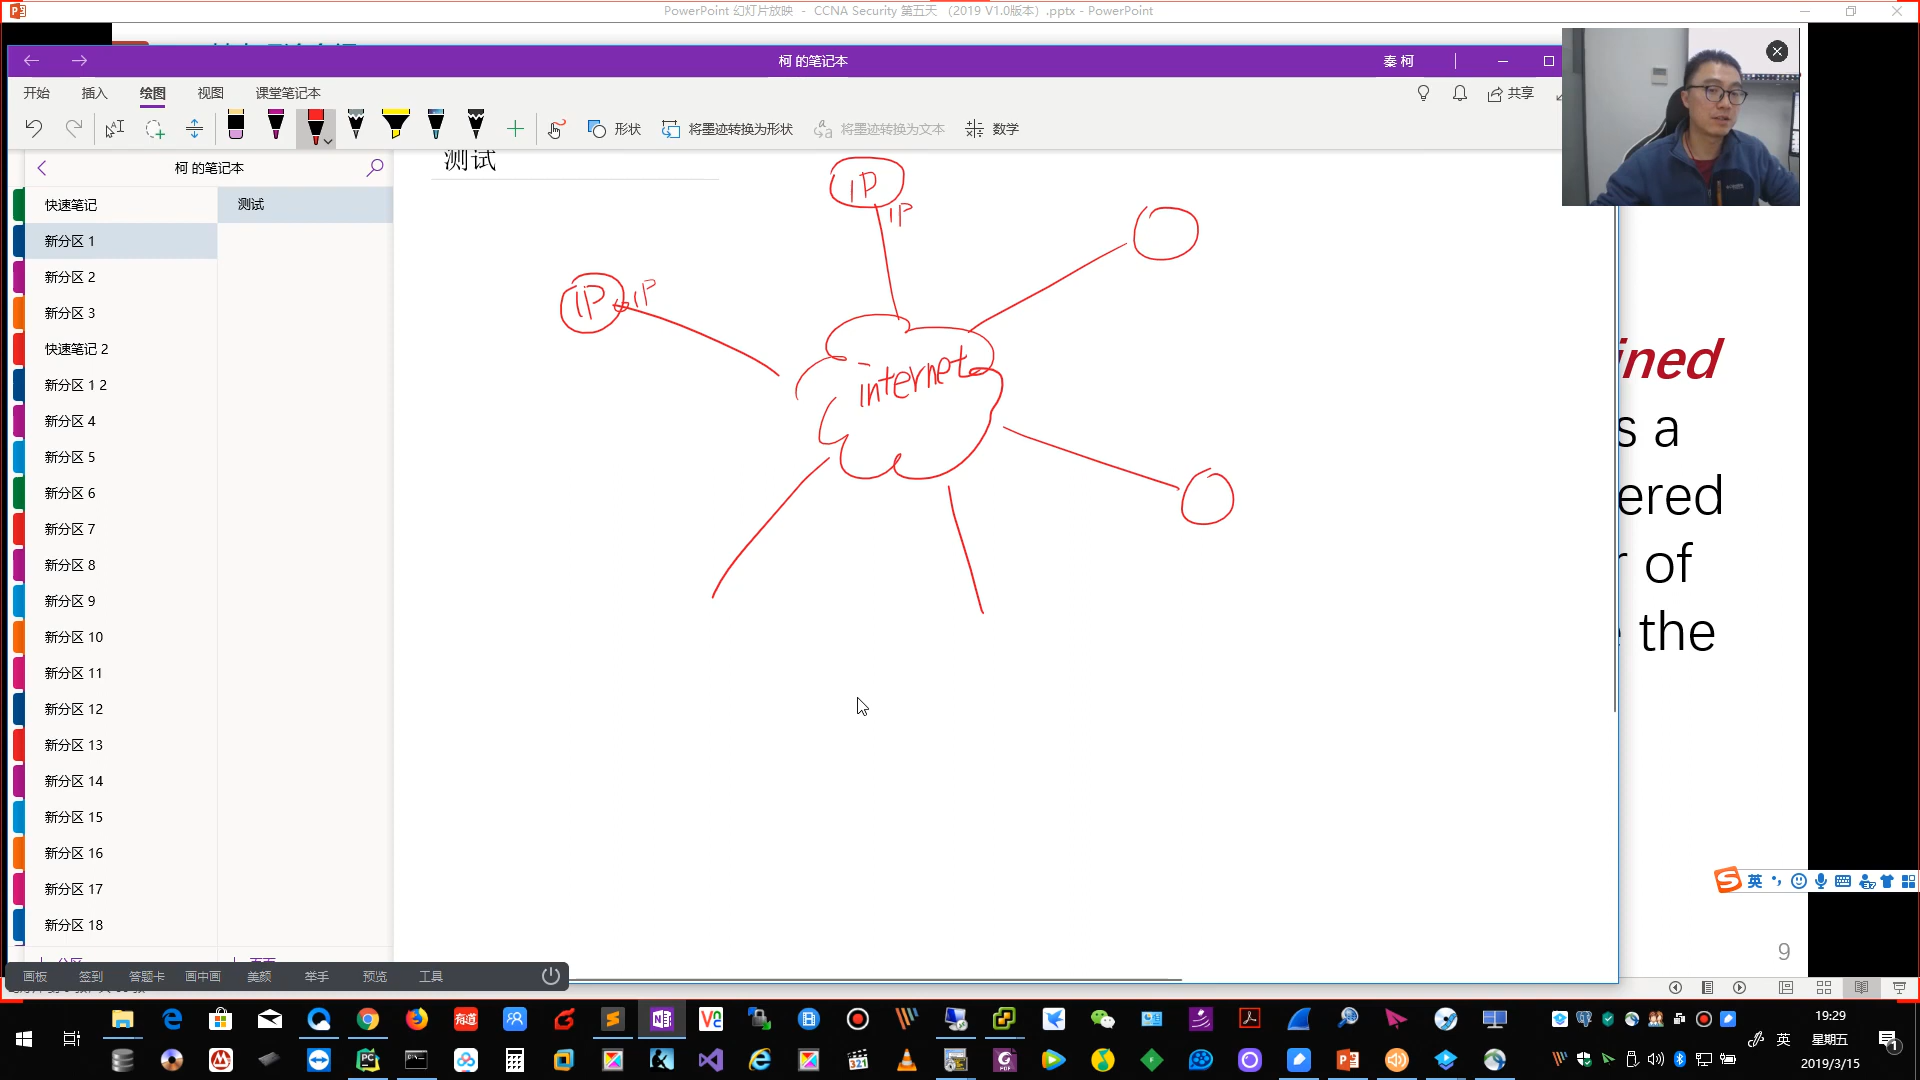 PowerPoint 幻灯片放映 - CCNA Security 第五天 （2019 V1.0版本）.pptx - PowerPoint
柯 的笔记本
秦 柯
开始
插入
绘图
视图
课堂笔记本
共享
形状
将墨迹转换为形状
将墨迹转换为文本
数学
柯 的笔记本
快速笔记
新分区 1
新分区 2
新分区 3
快速笔记 2
新分区 1 2
新分区 4
新分区 5
新分区 6
新分区 7
新分区 8
新分区 9
新分区 10
新分区 11
新分区 12
新分区 13
新分区 14
新分区 15
新分区 16
新分区 17
新分区 18
测试
测试
IP
IP
IP
IP
internet
ined
s a
ered
r of
the
9
英
画板
签到
答题卡
画中画
美颜
举手
预览
工具
有道
英
19:29
星期五
2019/3/15
1